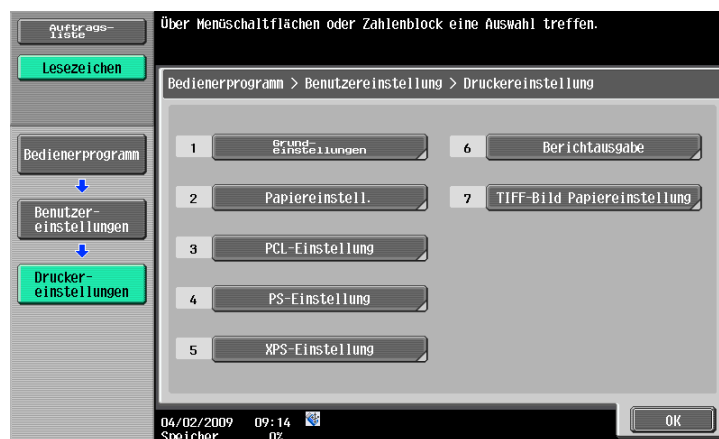 Auftrags-
liste
Lesezeichen
Bedienerprogramm
Benutzer-
einstellungen
Drucker-
einstellungen
Über Menüschaltflächen oder Zahlenblock eine Auswahl treffen.
Bedienerprogramm > Benutzereinstellung > Druckereinstellung
1 Grund-
einstellungen
2 Papiereinstell.
3 PCL-Einstellung
4 PS-Einstellung
5 XPS-Einstellung
6 Berichtausgabe
7 TIFF-Bild Papiereinstellung
04/02/2009 09:14
Speicher 0%
OK